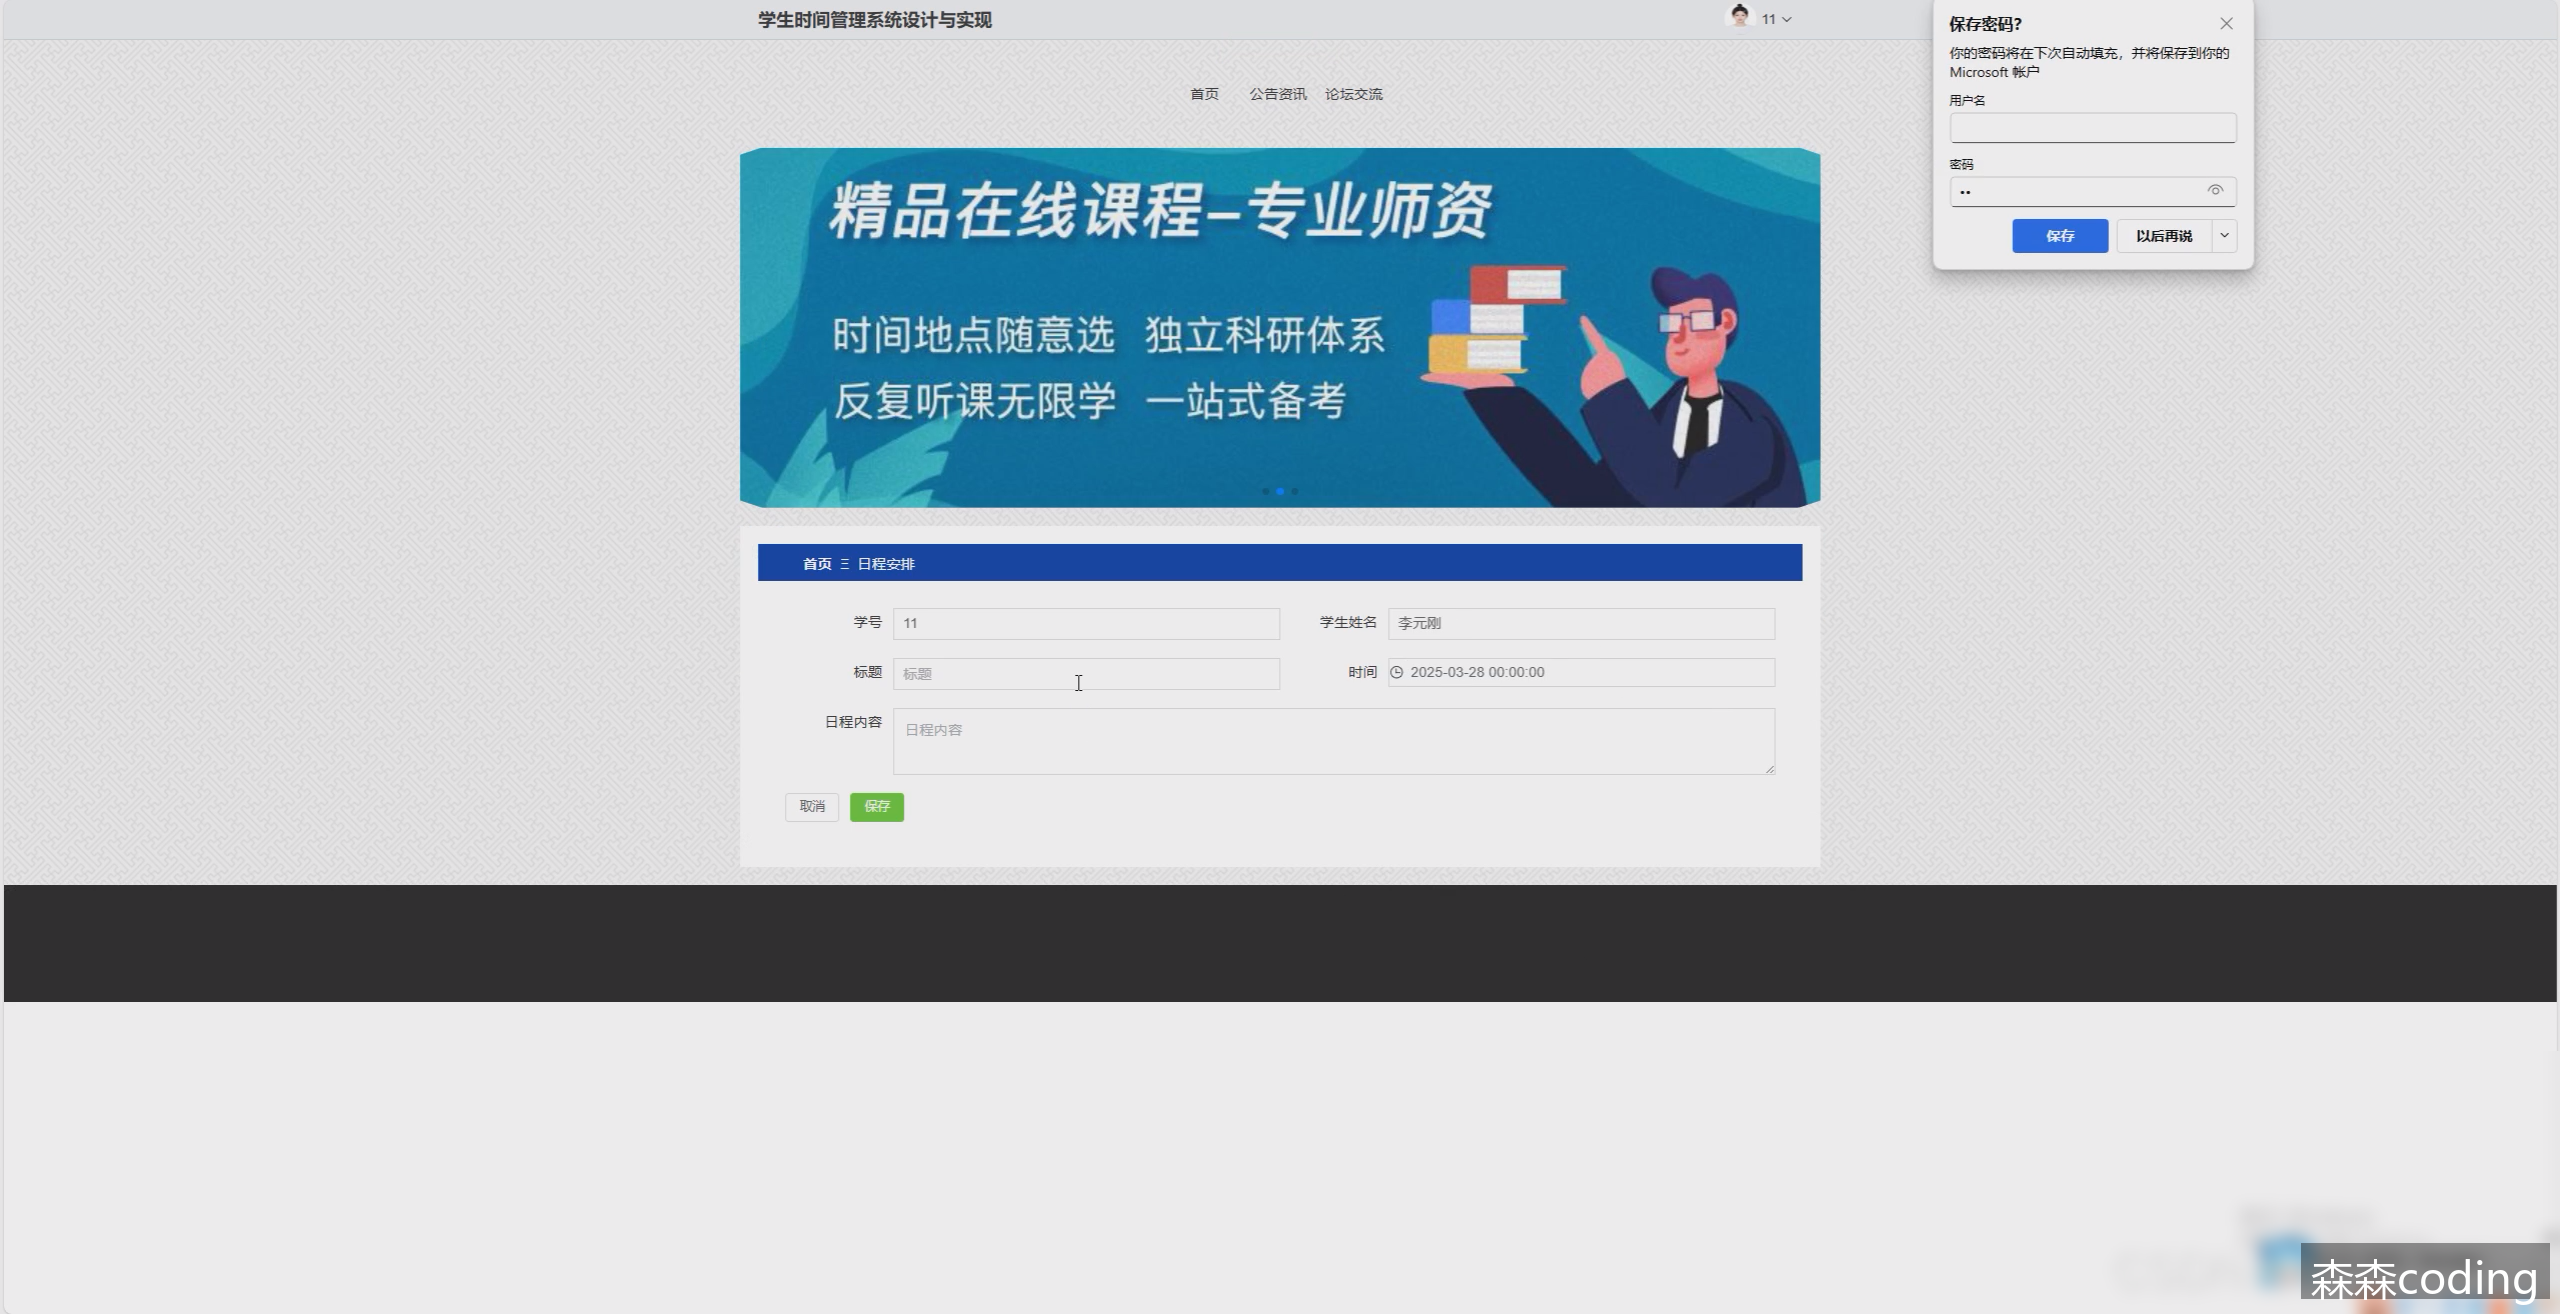 学生时间管理系统设计与实现
11
首页 公告资讯 论坛交流
精品在线课程–专业师资
时间地点随意选 独立科研体系
反复听课无限学 一站式备考
首页 Ξ 日程安排
学号 11 学生姓名 李元刚
标题 标题 时间 2025-03-28 00:00:00
日程内容 日程内容
取消 保存
保存密码?
你的密码将在下次自动填充，并将保存到你的
Microsoft 帐户
用户名
密码
••
保存 以后再说
森森coding